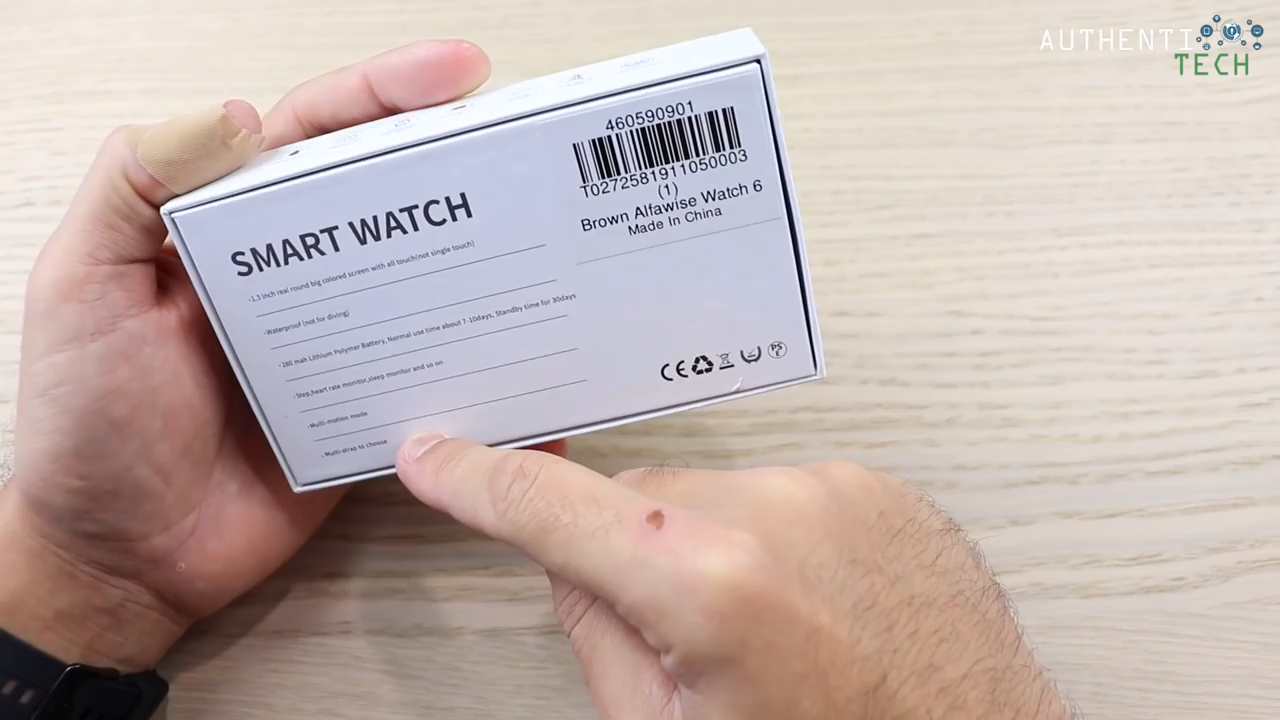 AUTHENTI
TECH
460590901
T0272581911050003
(1)
Brown Alfawise Watch 6
Made In China
SMART WATCH
·1.3 inch real round big colored screen with all touch(not single touch)
·Waterproof (not for diving)
·280 mah Lithium Polymer Battery, Normal use time about 7-10days, Standby time for 30days
·Step,heart rate monitor,sleep monitor and so on
·Multi-motion mode
·Multi-strap to choose
CE
PS
E